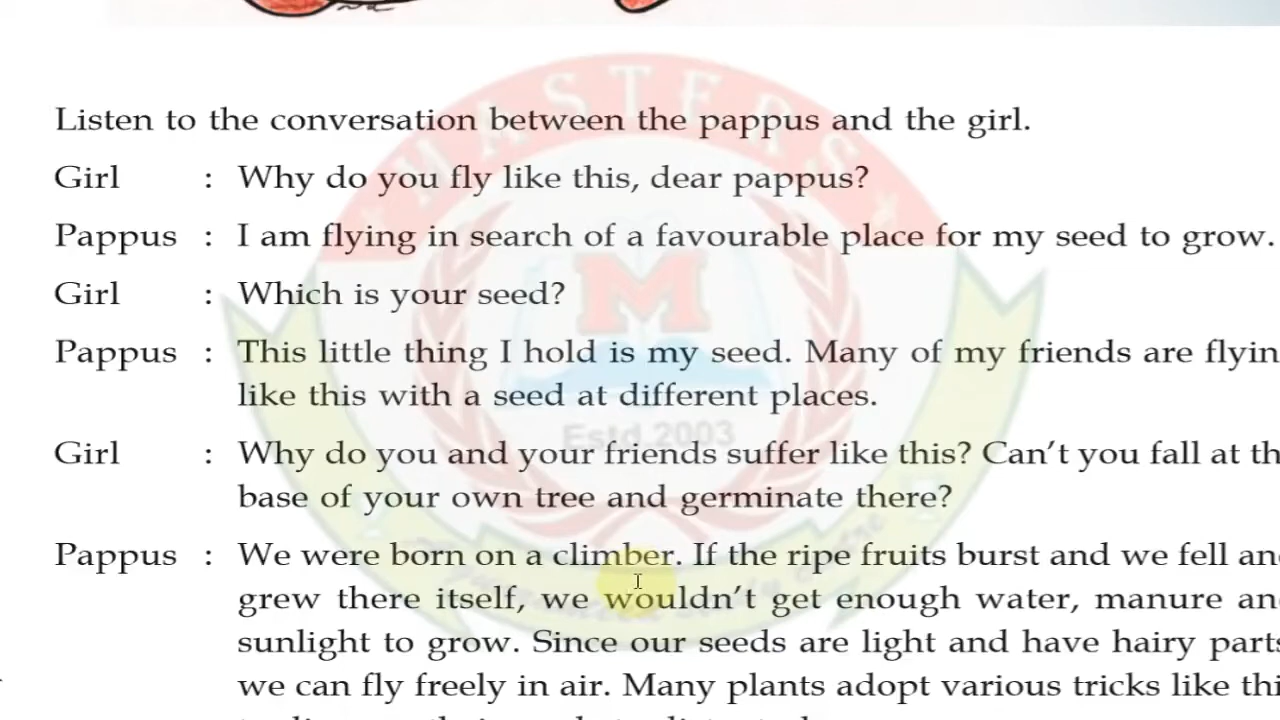 Listen to the conversation between the pappus and the girl.
Girl : Why do you fly like this, dear pappus?
Pappus : I am flying in search of a favourable place for my seed to grow.
Girl : Which is your seed?
Pappus : This little thing I hold is my seed. Many of my friends are flyin
like this with a seed at different places.
Girl : Why do you and your friends suffer like this? Can't you fall at th
base of your own tree and germinate there?
Pappus : We were born on a climber. If the ripe fruits burst and we fell an
grew there itself, we wouldn't get enough water, manure an
sunlight to grow. Since our seeds are light and have hairy parts
we can fly freely in air. Many plants adopt various tricks like thi
MASTERS
M
Estd.2003